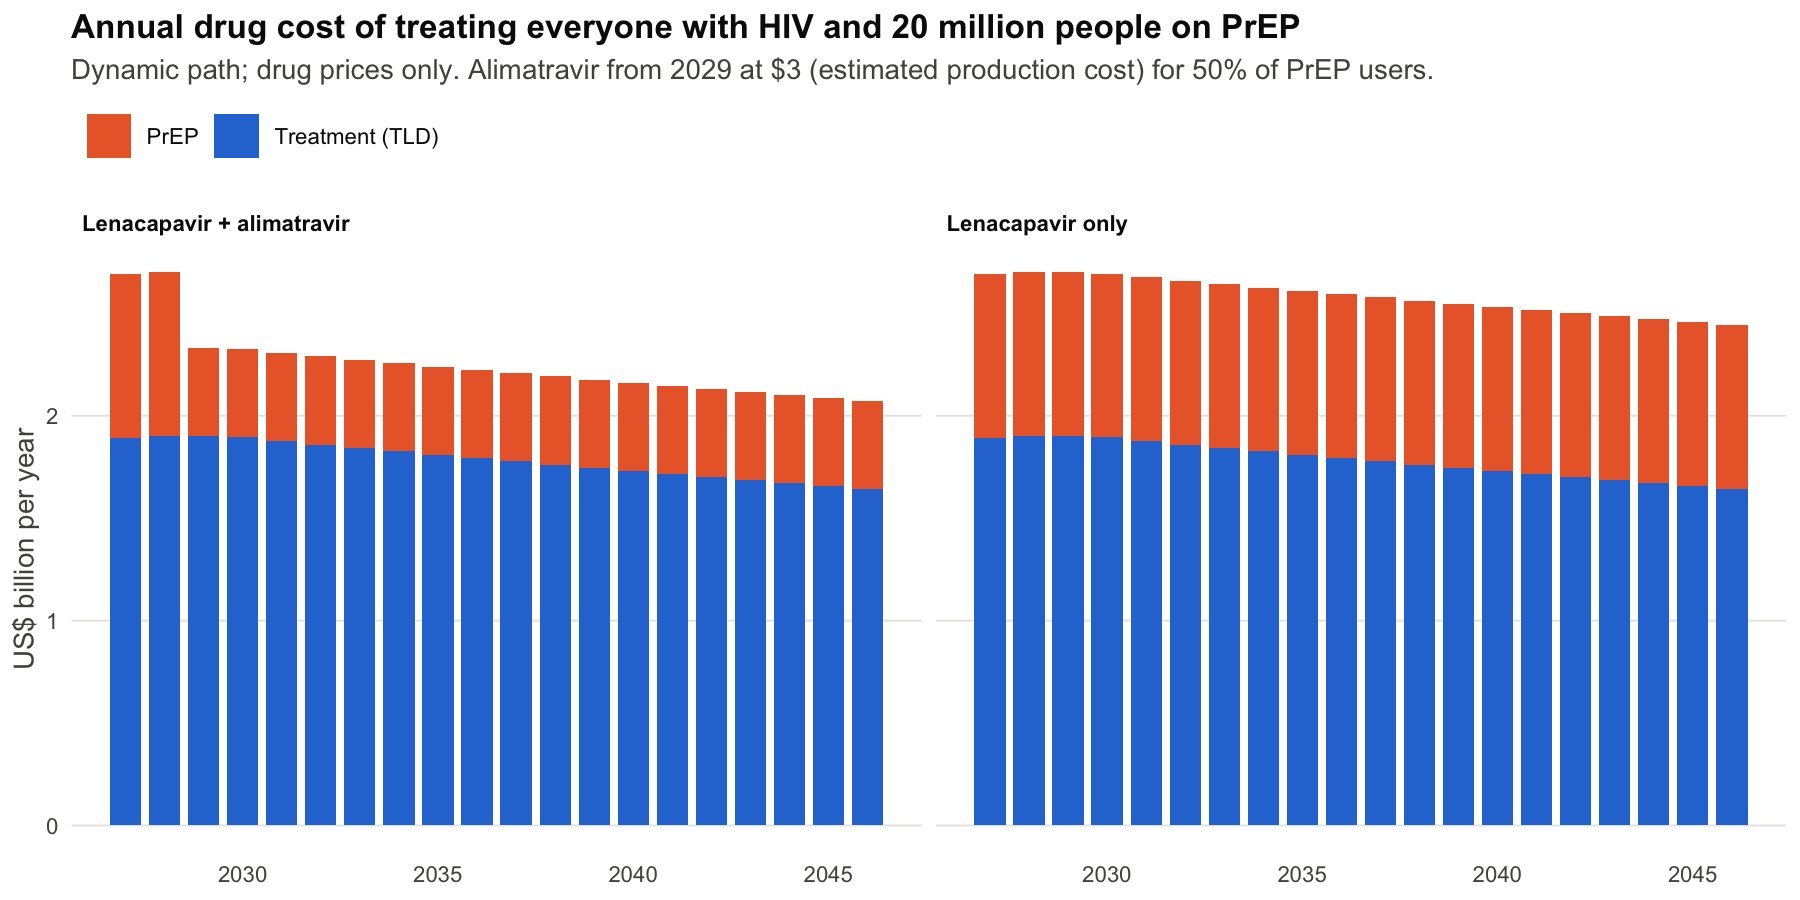 Annual drug cost of treating everyone with HIV and 20 million people on PrEP
Dynamic path; drug prices only. Alimatravir from 2029 at $3 (estimated production cost) for 50% of PrEP users.
PrEP Treatment (TLD)
Lenacapavir + alimatravir
Lenacapavir only
US$ billion per year
2
1
0
2030 2035 2040 2045
2030 2035 2040 2045